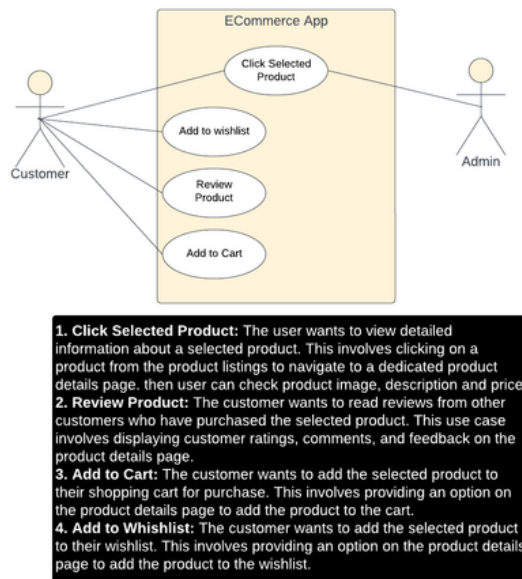 ECommerce App
Click Selected
Product
Add to wishlist
Customer
Admin
Review
Product
Add to Cart
1. Click Selected Product: The user wants to view detailed
information about a selected product. This involves clicking on a
product from the product listings to navigate to a dedicated product
details page. then user can check product image, description and price
2. Review Product: The customer wants to read reviews from other
customers who have purchased the selected product. This use case
involves displaying customer ratings, comments, and feedback on the
product details page.
3. Add to Cart: The customer wants to add the selected product to
their shopping cart for purchase. This involves providing an option on
the product details page to add the product to the cart.
4. Add to Whishlist: The customer wants to add the selected product
to their wishlist. This involves providing an option on the product details
page to add the product to the wishlist.